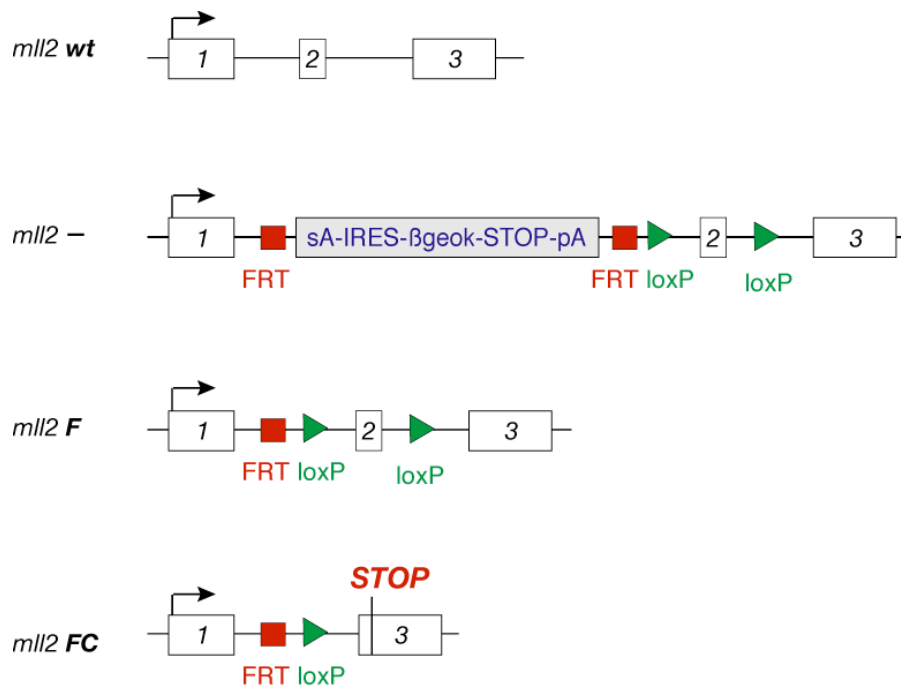 mll2 wt
1
2
3
mll2 –
1
sA-IRES-ßgeok-STOP-pA
2
3
FRT
FRT
loxP
loxP
mll2 F
1
2
3
FRT
loxP
loxP
STOP
mll2 FC
1
3
FRT
loxP